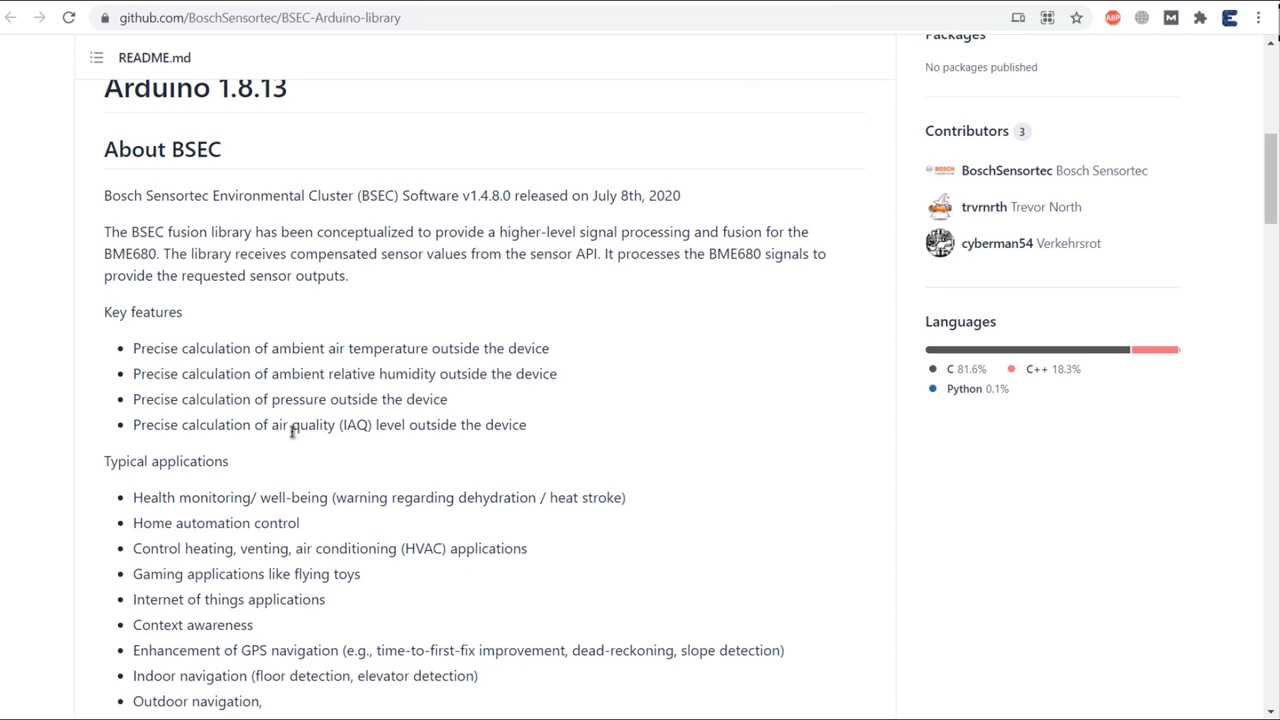 github.com/BoschSensortec/BSEC-Arduino-library
ABP
M
README.md
Arduino 1.8.13
About BSEC
Bosch Sensortec Environmental Cluster (BSEC) Software v1.4.8.0 released on July 8th, 2020
The BSEC fusion library has been conceptualized to provide a higher-level signal processing and fusion for the
BME680. The library receives compensated sensor values from the sensor API. It processes the BME680 signals to
provide the requested sensor outputs.
Key features
Precise calculation of ambient air temperature outside the device
Precise calculation of ambient relative humidity outside the device
Precise calculation of pressure outside the device
Precise calculation of air quality (IAQ) level outside the device
Typical applications
Health monitoring/ well-being (warning regarding dehydration / heat stroke)
Home automation control
Control heating, venting, air conditioning (HVAC) applications
Gaming applications like flying toys
Internet of things applications
Context awareness
Enhancement of GPS navigation (e.g., time-to-first-fix improvement, dead-reckoning, slope detection)
Indoor navigation (floor detection, elevator detection)
Outdoor navigation,
Packages
No packages published
Contributors 3
BoschSensortec Bosch Sensortec
trvrnrth Trevor North
cyberman54 Verkehrsrot
Languages
C 81.6% C++ 18.3%
Python 0.1%